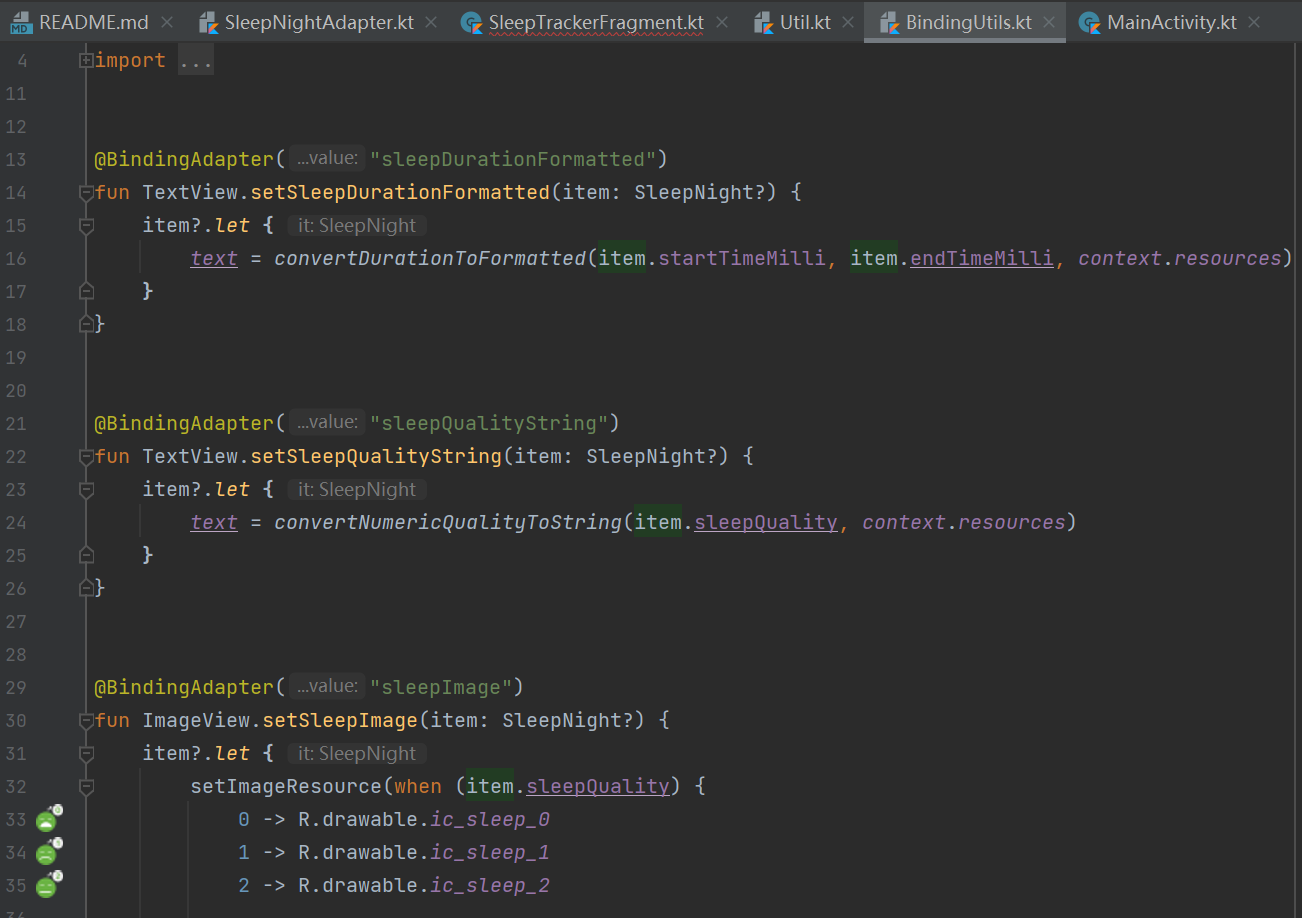 README.md SleepNightAdapter.kt SleepTrackerFragment.kt Util.kt BindingUtils.kt MainActivity.kt
4 import ...
11
12
13 @BindingAdapter( ...value: "sleepDurationFormatted")
14 fun TextView.setSleepDurationFormatted(item: SleepNight?) {
15 item?.let { it: SleepNight
16 text = convertDurationToFormatted(item.startTimeMilli, item.endTimeMilli, context.resources)
17 }
18 }
19
20
21 @BindingAdapter( ...value: "sleepQualityString")
22 fun TextView.setSleepQualityString(item: SleepNight?) {
23 item?.let { it: SleepNight
24 text = convertNumericQualityToString(item.sleepQuality, context.resources)
25 }
26 }
27
28
29 @BindingAdapter( ...value: "sleepImage")
30 fun ImageView.setSleepImage(item: SleepNight?) {
31 item?.let { it: SleepNight
32 setImageResource(when (item.sleepQuality) {
33 0 -> R.drawable.ic_sleep_0
34 1 -> R.drawable.ic_sleep_1
35 2 -> R.drawable.ic_sleep_2